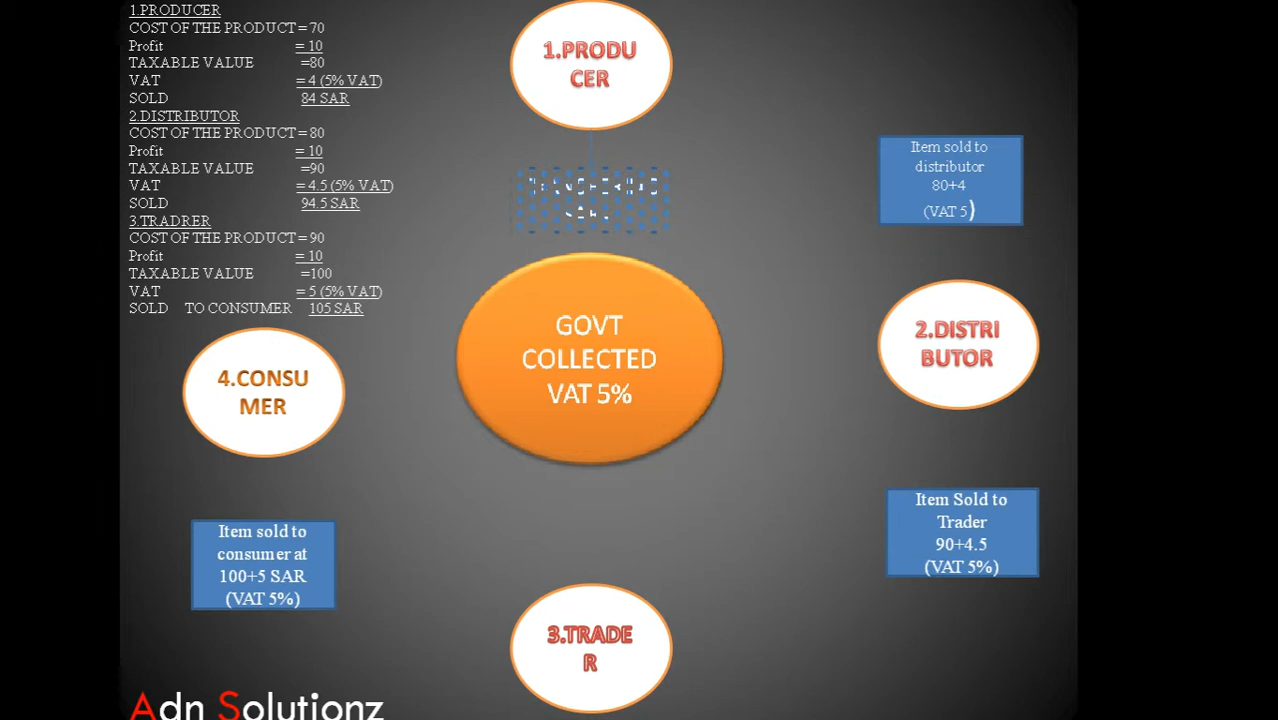 1.PRODUCER
COST OF THE PRODUCT = 70
Profit = 10
TAXABLE VALUE =80
VAT = 4 (5% VAT)
SOLD 84 SAR
2.DISTRIBUTOR
COST OF THE PRODUCT = 80
Profit = 10
TAXABLE VALUE =90
VAT = 4.5 (5% VAT)
SOLD 94.5 SAR
3.TRADRER
COST OF THE PRODUCT = 90
Profit = 10
TAXABLE VALUE =100
VAT = 5 (5% VAT)
SOLD TO CONSUMER 105 SAR
1.PRODU
CER
Item sold to
distributor
80+4
(VAT 5)
GOVT
COLLECTED
VAT 5%
2.DISTRI
BUTOR
4.CONSU
MER
Item Sold to
Trader
90+4.5
(VAT 5%)
Item sold to
consumer at
100+5 SAR
(VAT 5%)
3.TRADE
R
Adn Solutionz